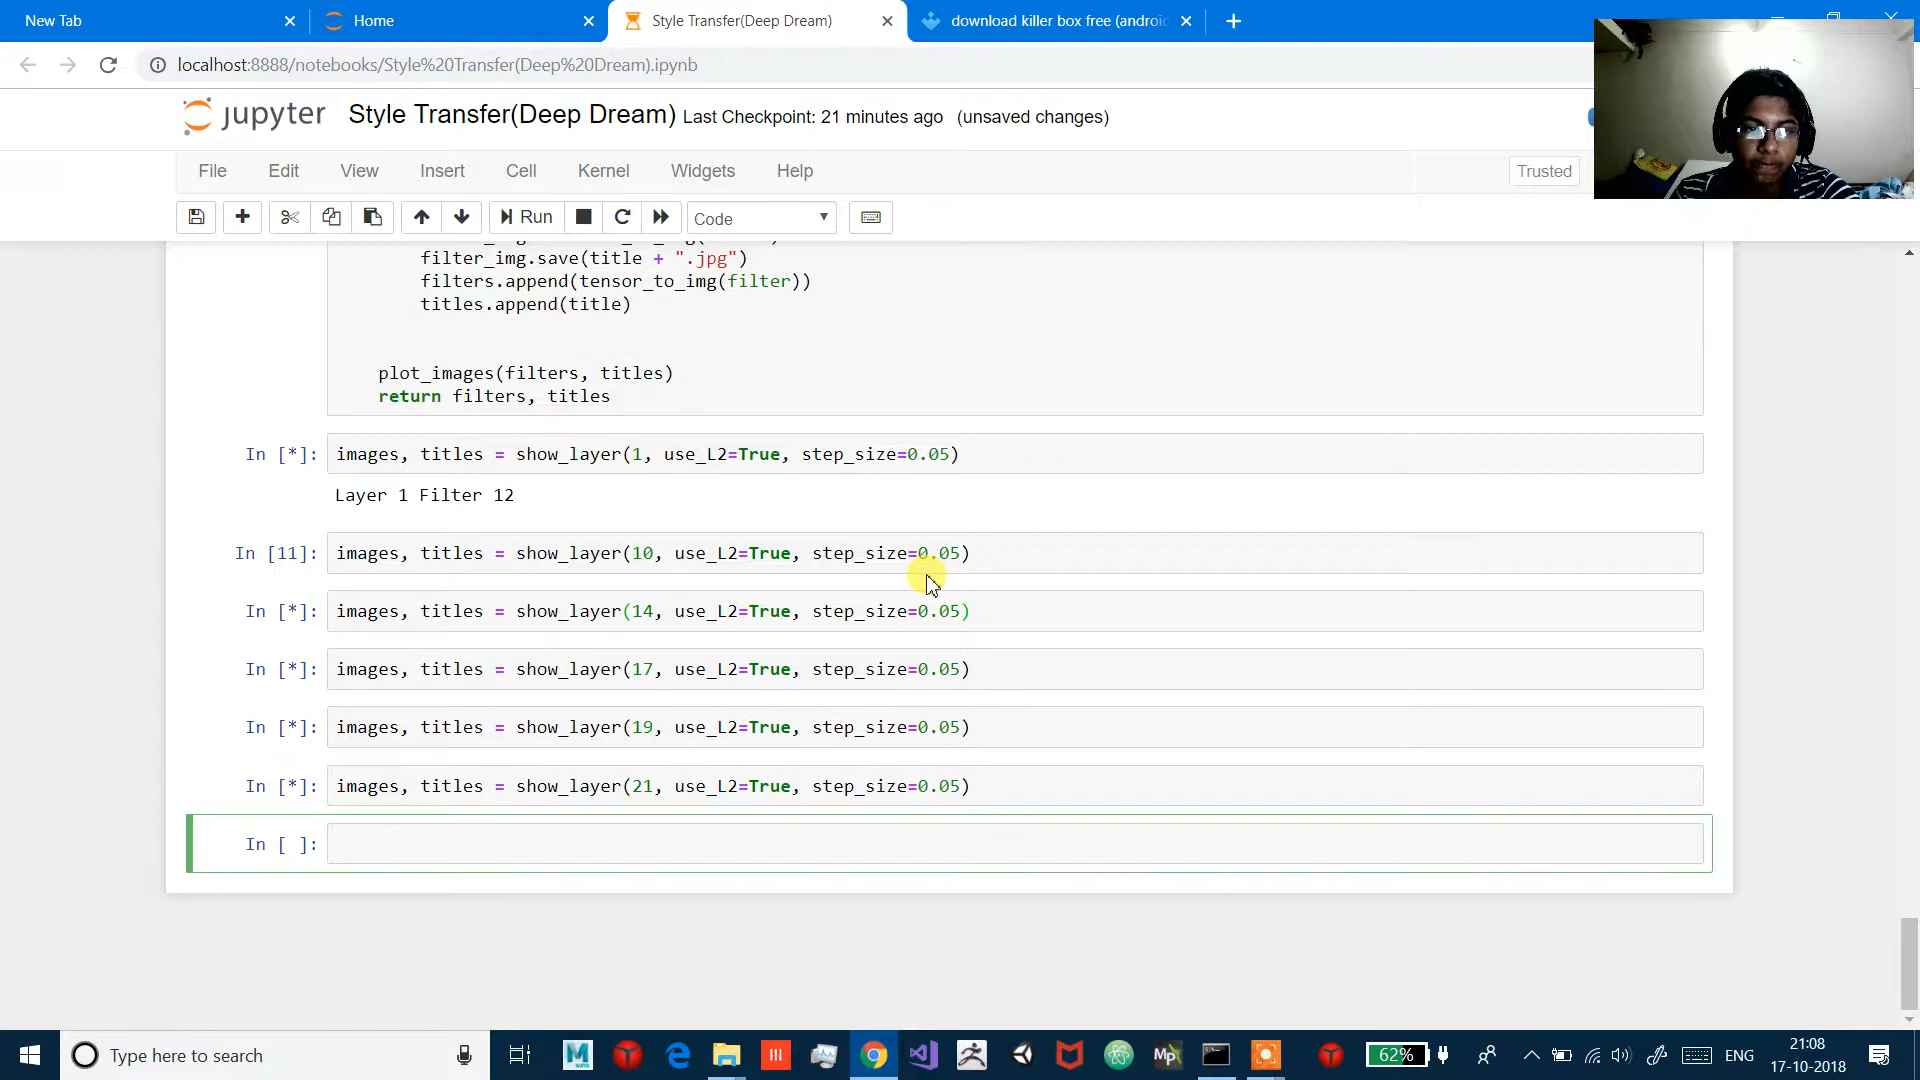 New Tab
Home
Style Transfer(Deep Dream)
download killer box free (androi
localhost:8888/notebooks/Style%20Transfer(Deep%20Dream).ipynb
jupyter
Style Transfer(Deep Dream) Last Checkpoint: 21 minutes ago (unsaved changes)
File Edit View Insert Cell Kernel Widgets Help
Trusted
Run
Code
filter_img.save(title + ".jpg")
filters.append(tensor_to_img(filter))
titles.append(title)
plot_images(filters, titles)
return filters, titles
In [*]: images, titles = show_layer(1, use_L2=True, step_size=0.05)
Layer 1 Filter 12
In [11]: images, titles = show_layer(10, use_L2=True, step_size=0.05)
In [*]: images, titles = show_layer(14, use_L2=True, step_size=0.05)
In [*]: images, titles = show_layer(17, use_L2=True, step_size=0.05)
In [*]: images, titles = show_layer(19, use_L2=True, step_size=0.05)
In [*]: images, titles = show_layer(21, use_L2=True, step_size=0.05)
In [ ]:
Type here to search
62%
ENG
21:08
17-10-2018